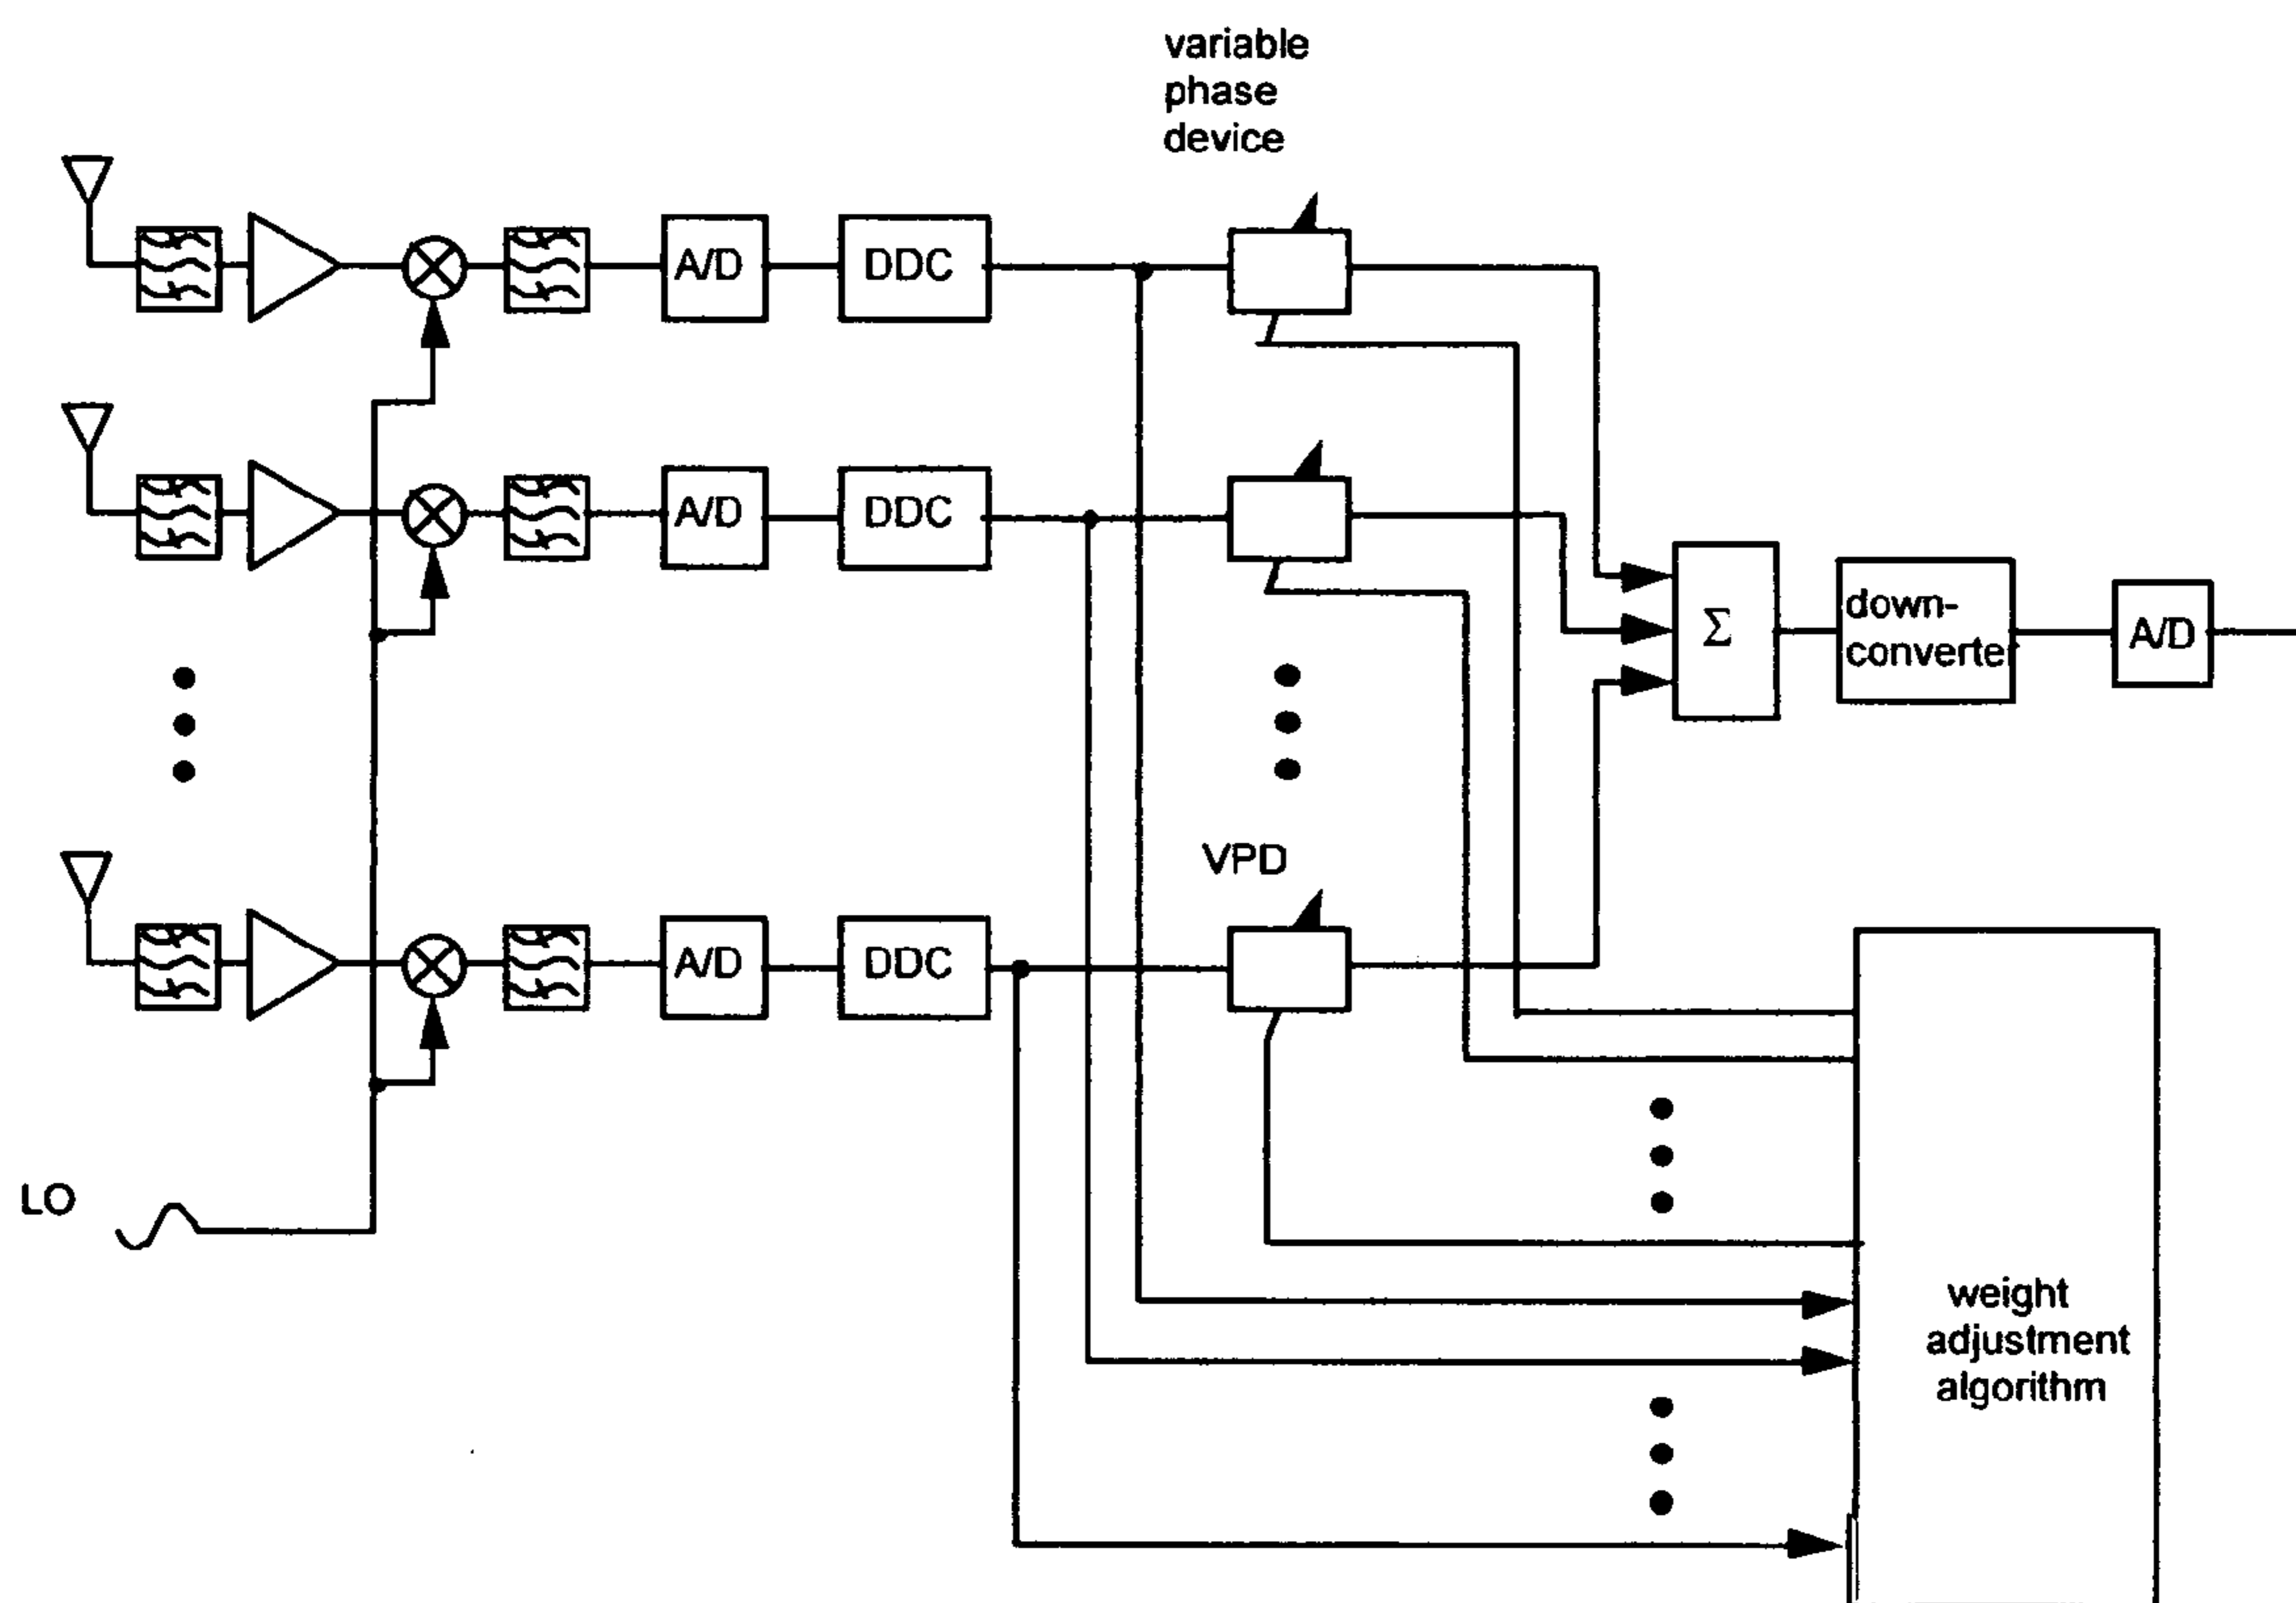 variable
phase
device
A/D
DDC
A/D
DDC
Σ
down-
converter
A/D
VPD
A/D
DDC
LO
weight
adjustment
algorithm